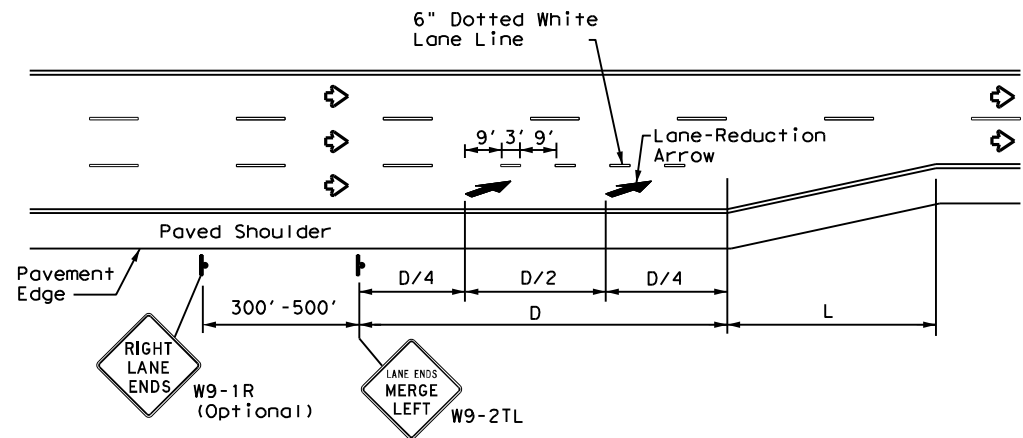 6" Dotted White
Lane Line
9' 3' 9'
Lane-Reduction
Arrow
Paved Shoulder
Pavement
Edge
D/4 D/2 D/4
300'-500' D L
RIGHT
LANE
ENDS
W9-1R
(Optional)
LANE ENDS
MERGE
LEFT
W9-2TL